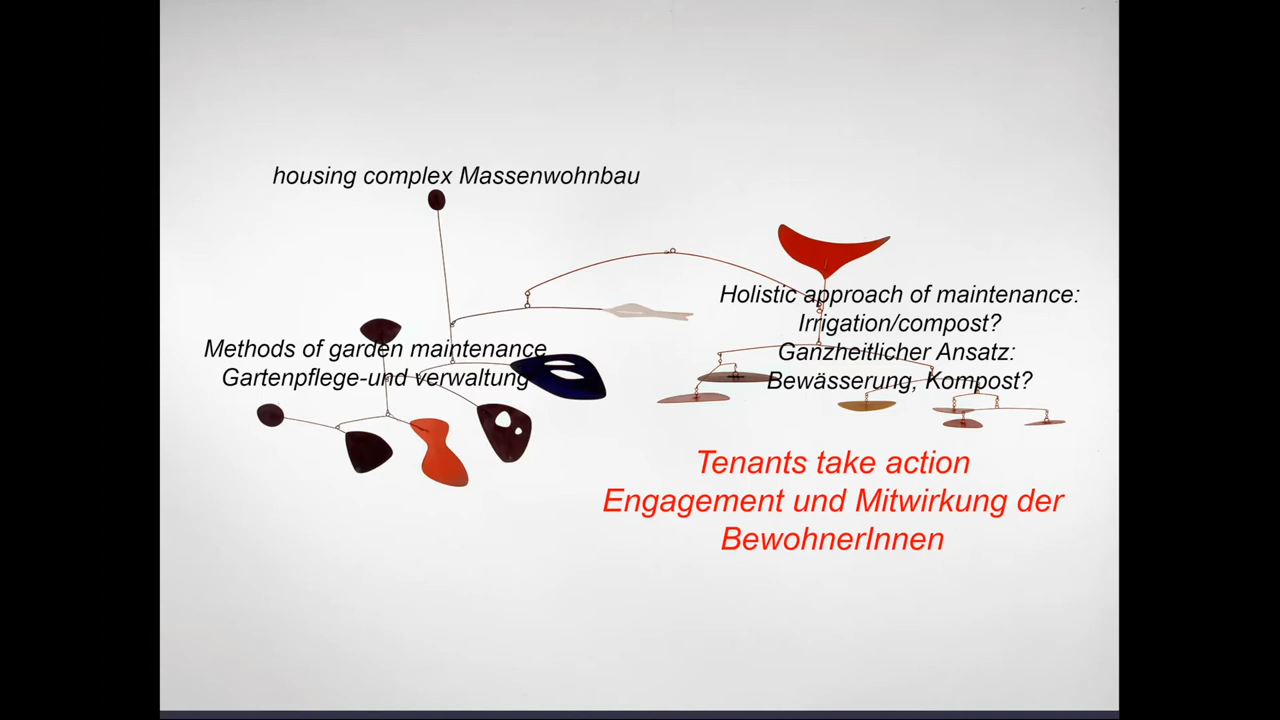 housing complex Massenwohnbau
Methods of garden maintenance
Gartenpflege-und verwaltung
Holistic approach of maintenance:
Irrigation/compost?
Ganzheitlicher Ansatz:
Bewässerung, Kompost?
Tenants take action
Engagement und Mitwirkung der
BewohnerInnen